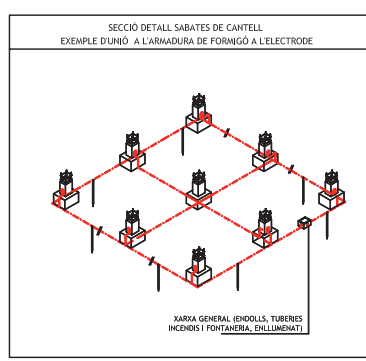 SECCIÓ DETALL SABATES DE CANTELL
EXEMPLE D'UNIÓ A L'ARMADURA DE FORMIGÓ A L'ELECTRODE
XARXA GENERAL (ENDOLLS, TUBERIES
INCENDIS I FONTANERIA, ENLLUMENAT)